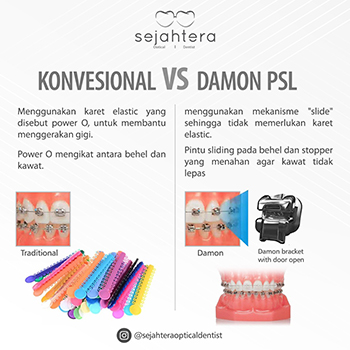 sejahtera
Optical & Dentist
KONVESIONAL VS DAMON PSL
Menggunakan karet elastic yang
disebut power O, untuk membantu
menggerakan gigi.
Power O mengikat antara behel dan
kawat.
menggunakan mekanisme "slide"
sehingga tidak memerlukan karet
elastic.
Pintu sliding pada behel dan stopper
yang menahan agar kawat tidak
lepas
Traditional
Damon
Damon bracket
with door open
@sejahteraopticaldentist